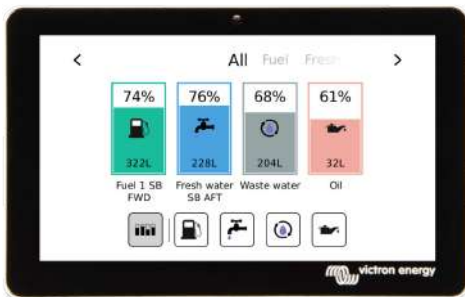 All Fuel Fresh
74% 76% 68% 61%
322L 228L 204L 32L
Fuel 1 SB Fresh water Waste water Oil
FWD SB AFT
victron energy